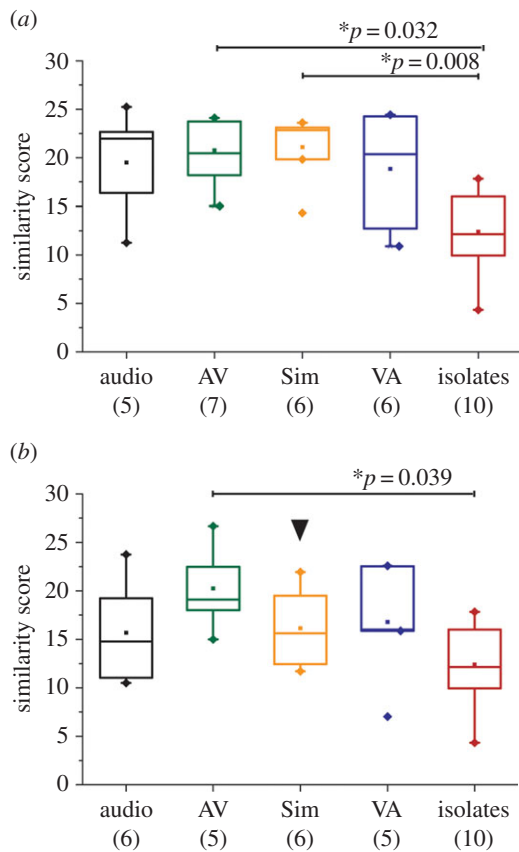 (a)
*p = 0.032
*p = 0.008
30
25
20
15
10
5
0
similarity score
audio AV Sim VA isolates
(5) (7) (6) (6) (10)
(b)
*p = 0.039
30
25
20
15
10
5
0
similarity score
audio AV Sim VA isolates
(6) (5) (6) (5) (10)